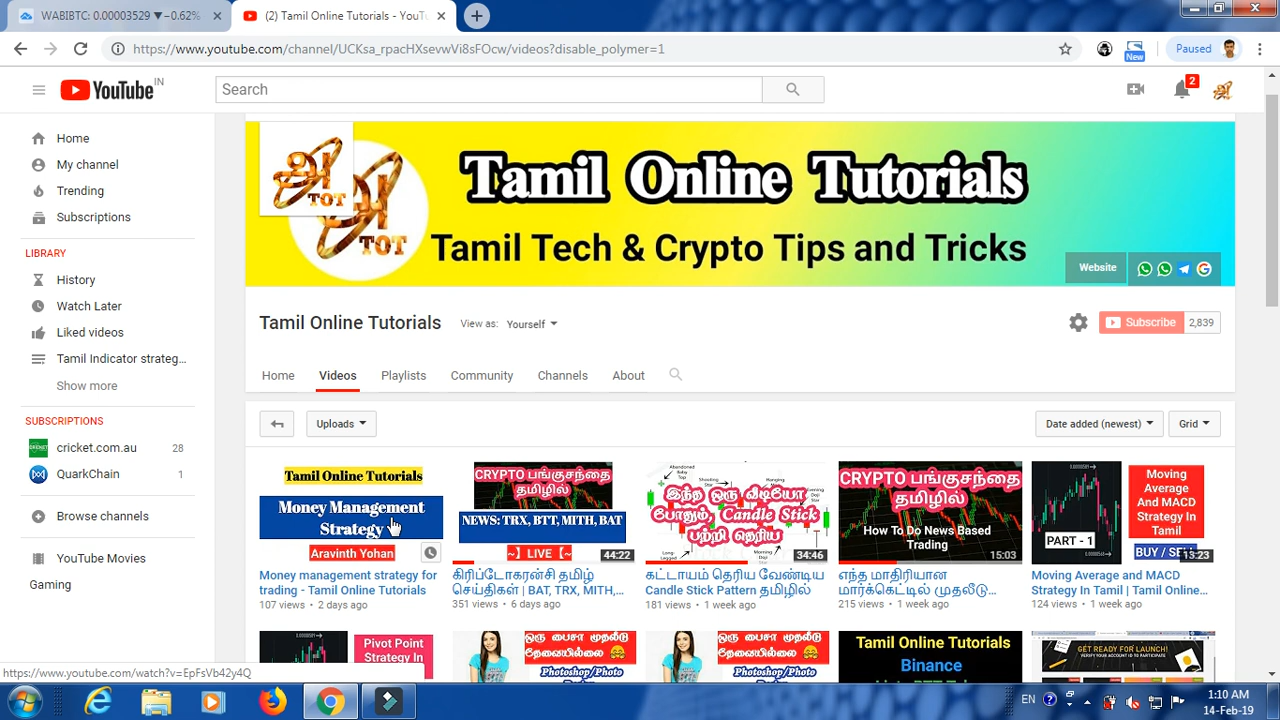 WABIBTC: 0.00003529 ▼−0.62%
(2) Tamil Online Tutorials - YouT
https://www.youtube.com/channel/UCKsa_rpacHXsevwVi8sFOcw/videos?disable_polymer=1
New
Paused
YouTube IN
Search
2
Home
My channel
Trending
Subscriptions
LIBRARY
History
Watch Later
Liked videos
Tamil Indicator strateg...
Show more
SUBSCRIPTIONS
cricket.com.au 28
QuarkChain 1
Browse channels
YouTube Movies
Gaming
அ
TOT
TOT
Tamil Online Tutorials
Tamil Tech & Crypto Tips and Tricks
Website
Tamil Online Tutorials
View as: Yourself
Subscribe 2,839
Home Videos Playlists Community Channels About
Uploads
Date added (newest)
Grid
Tamil Online Tutorials
Money Management
Strategy
Aravinth Yohan
Money management strategy for
trading - Tamil Online Tutorials
107 views • 2 days ago
CRYPTO பங்குசந்தை
தமிழில்
NEWS: TRX, BTT, MITH, BAT
~】LIVE【~
44:22
கிரிப்டோகரன்சி தமிழ்
செய்திகள் | BAT, TRX, MITH,...
351 views • 6 days ago
இந்த ஒரு வீடியோ
போதும், Candle Stick
பற்றி தெரிய
34:46
கட்டாயம் தெரிய வேண்டிய
Candle Stick Pattern தமிழில்
181 views • 1 week ago
CRYPTO பங்குசந்தை
தமிழில்
How To Do News Based
Trading
15:03
எந்த மாதிரியான
மார்க்கெட்டில் முதலீடு...
215 views • 1 week ago
PART - 1
Moving
Average And
MACD
Strategy In
Tamil
BUY / SELL
13:23
Moving Average and MACD
Strategy In Tamil | Tamil Online...
124 views • 1 week ago
Pivot Point
Strategy In
ஒரு பைசா முதலீடு
தேவையில்லை
Photoshop/Photo
ஒரு பைசா முதலீடு
தேவையில்லை
Photoshop/Photo
Tamil Online Tutorials
Binance
GET READY FOR LAUNCH!
VERIFY YOUR ACCOUNT ID TO PARTICIPATE
https://www.youtube.com/watch?v=EpFsVb42y4Q
EN
1:10 AM
14-Feb-19